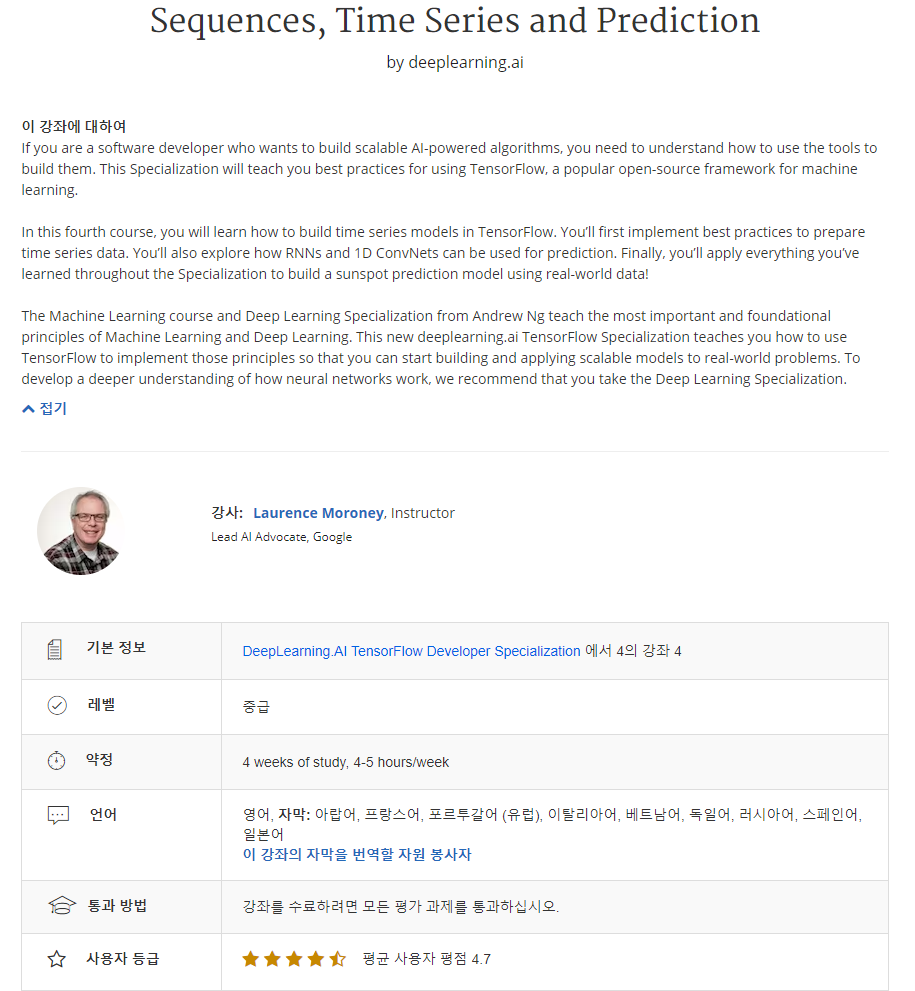 Sequences, Time Series and Prediction
by deeplearning.ai
이 강좌에 대하여
If you are a software developer who wants to build scalable AI-powered algorithms, you need to understand how to use the tools to
build them. This Specialization will teach you best practices for using TensorFlow, a popular open-source framework for machine
learning.
In this fourth course, you will learn how to build time series models in TensorFlow. You’ll first implement best practices to prepare
time series data. You’ll also explore how RNNs and 1D ConvNets can be used for prediction. Finally, you’ll apply everything you’ve
learned throughout the Specialization to build a sunspot prediction model using real-world data!
The Machine Learning course and Deep Learning Specialization from Andrew Ng teach the most important and foundational
principles of Machine Learning and Deep Learning. This new deeplearning.ai TensorFlow Specialization teaches you how to use
TensorFlow to implement those principles so that you can start building and applying scalable models to real-world problems. To
develop a deeper understanding of how neural networks work, we recommend that you take the Deep Learning Specialization.
접기
강사: Laurence Moroney, Instructor
Lead AI Advocate, Google
기본 정보 DeepLearning.AI TensorFlow Developer Specialization 에서 4의 강좌 4
레벨 중급
약정 4 weeks of study, 4-5 hours/week
언어 영어, 자막: 아랍어, 프랑스어, 포르투갈어 (유럽), 이탈리아어, 베트남어, 독일어, 러시아어, 스페인어,
일본어
이 강좌의 자막을 번역할 자원 봉사자
통과 방법 강좌를 수료하려면 모든 평가 과제를 통과하십시오.
사용자 등급 평균 사용자 평점 4.7